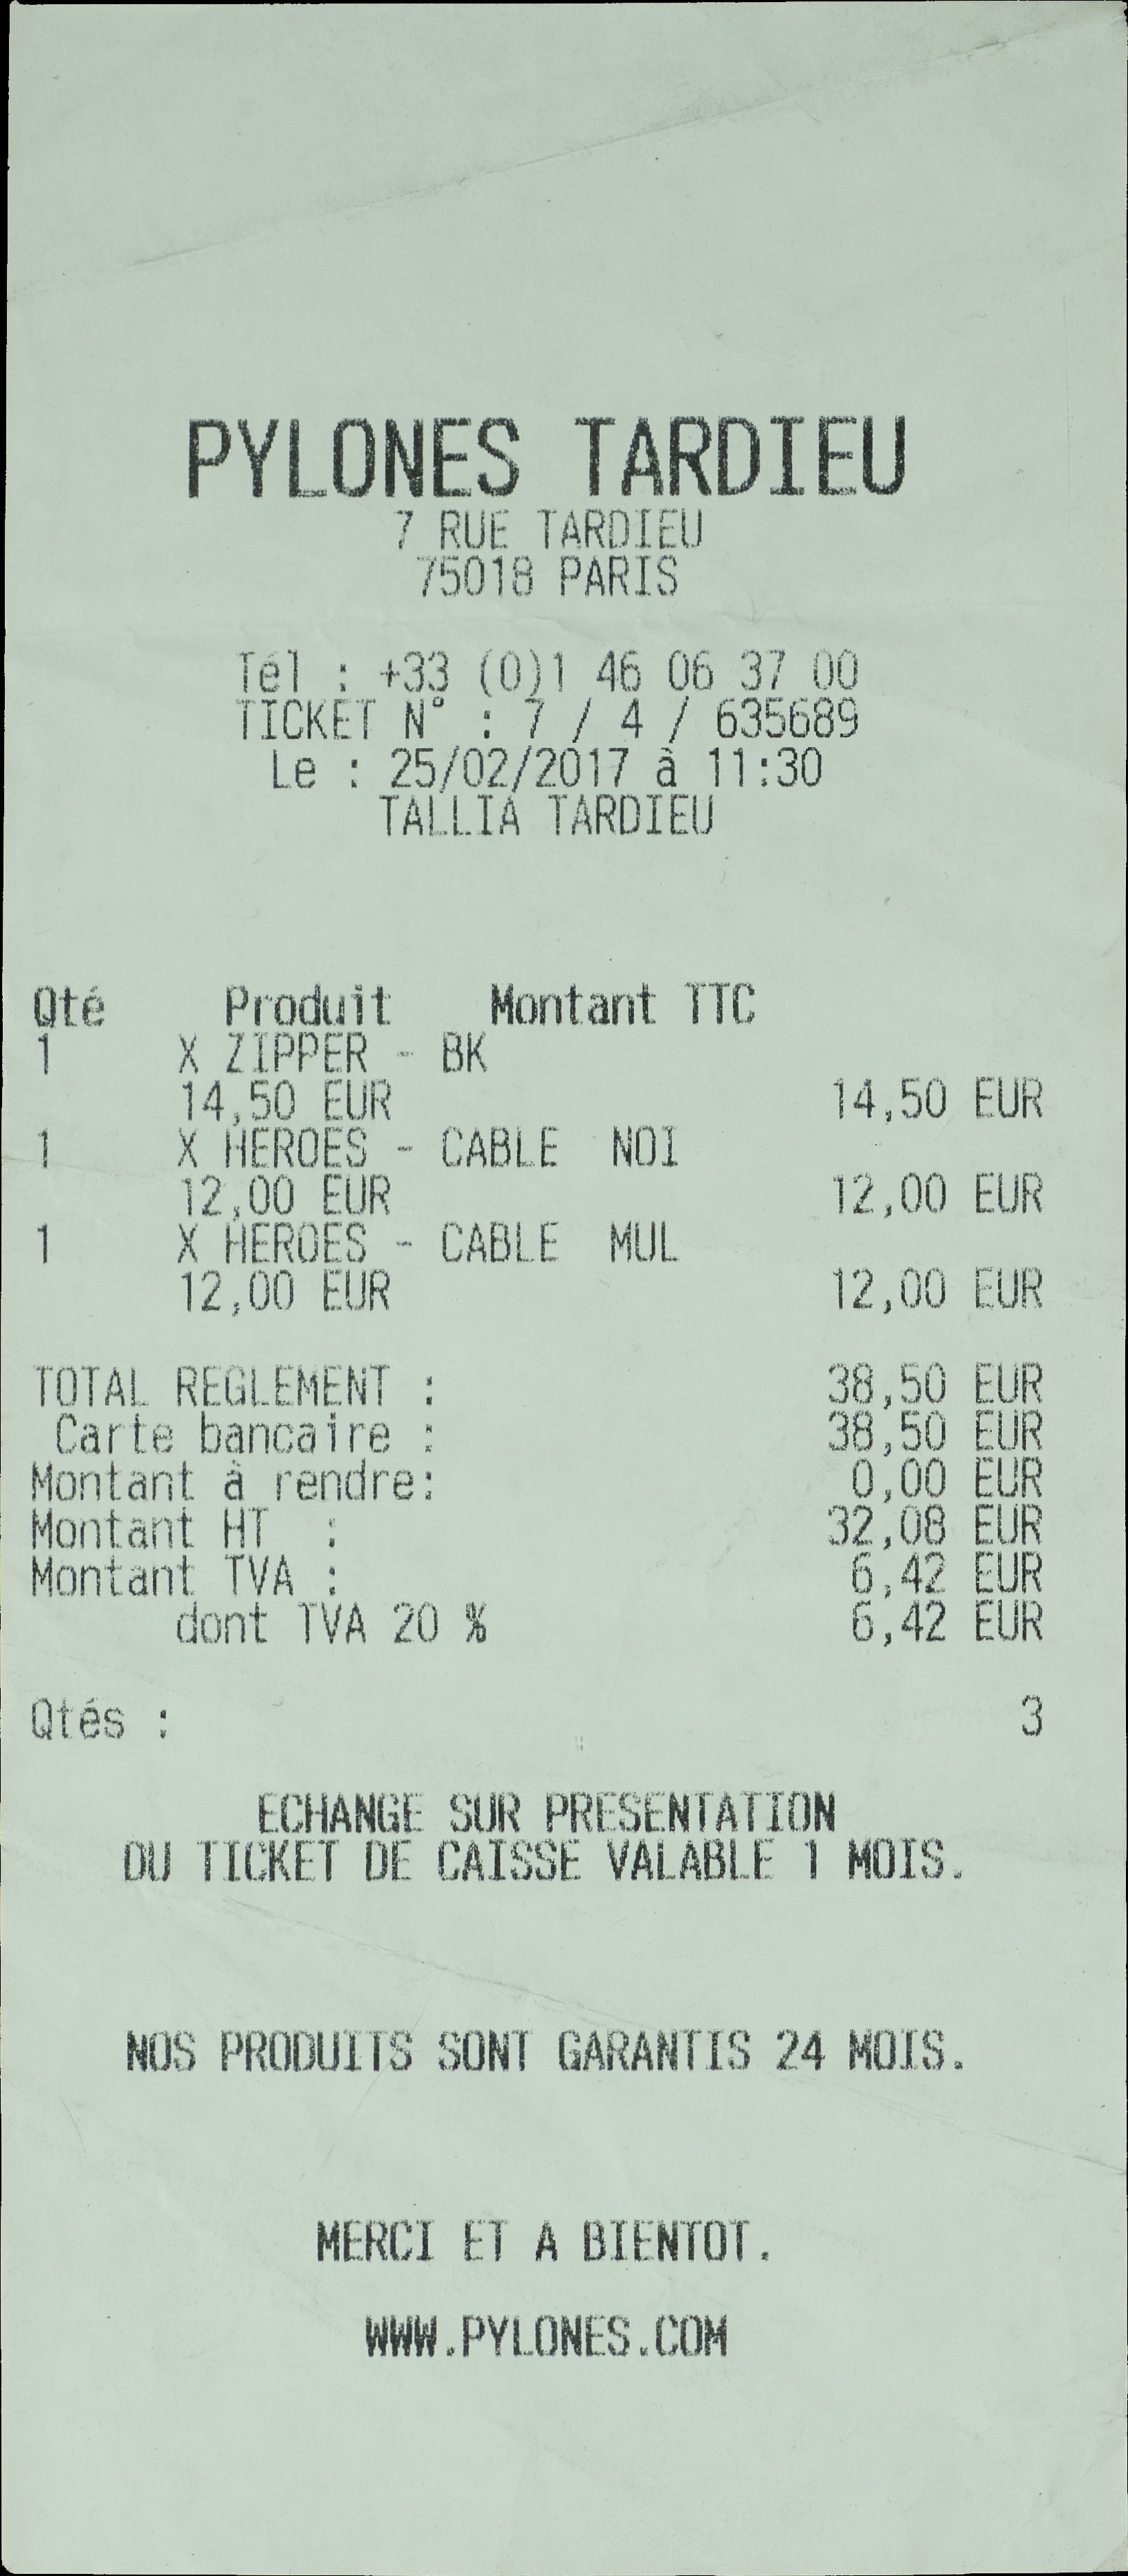 PYLONES TARDIEU
7 RUE TARDIEU
75018 PARIS
Tél : +33 (0)1 46 06 37 00
TICKET N° : 7 / 4 / 635689
Le : 25/02/2017 à 11:30
TALLIA TARDIEU
Qté Produit Montant TTC
1 X ZIPPER - BK
14,50 EUR 14,50 EUR
1 X HEROES - CABLE NOI
12,00 EUR 12,00 EUR
1 X HEROES - CABLE MUL
12,00 EUR 12,00 EUR
TOTAL REGLEMENT : 38,50 EUR
Carte bancaire : 38,50 EUR
Montant à rendre: 0,00 EUR
Montant HT : 32,08 EUR
Montant TVA : 6,42 EUR
dont TVA 20 % 6,42 EUR
Qtés : 3
ECHANGE SUR PRESENTATION
DU TICKET DE CAISSE VALABLE 1 MOIS.
NOS PRODUITS SONT GARANTIS 24 MOIS.
MERCI ET A BIENTOT.
WWW.PYLONES.COM